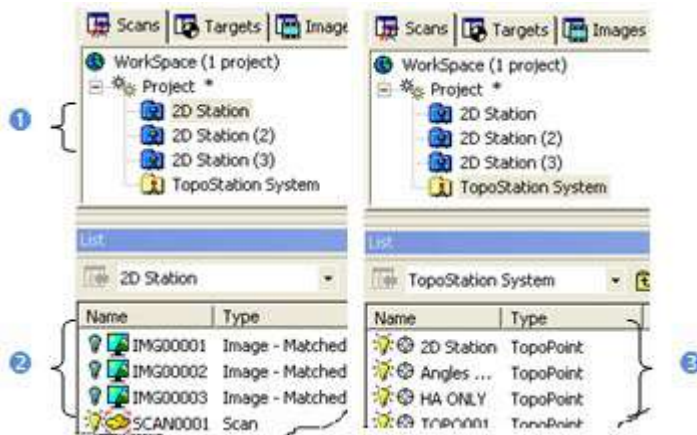 Scans Targets Image
WorkSpace (1 project)
Project *
2D Station
2D Station (2)
2D Station (3)
TopoStation System
List
2D Station
Name Type
IMG00001 Image - Matched
IMG00002 Image - Matched
IMG00003 Image - Matched
SCAN0001 Scan
Scans Targets Images
WorkSpace (1 project)
Project *
2D Station
2D Station (2)
2D Station (3)
TopoStation System
List
TopoStation System
Name Type
2D Station TopoPoint
Angles ... TopoPoint
HA ONLY TopoPoint
TOPO001 TopoPoint
1
2
3